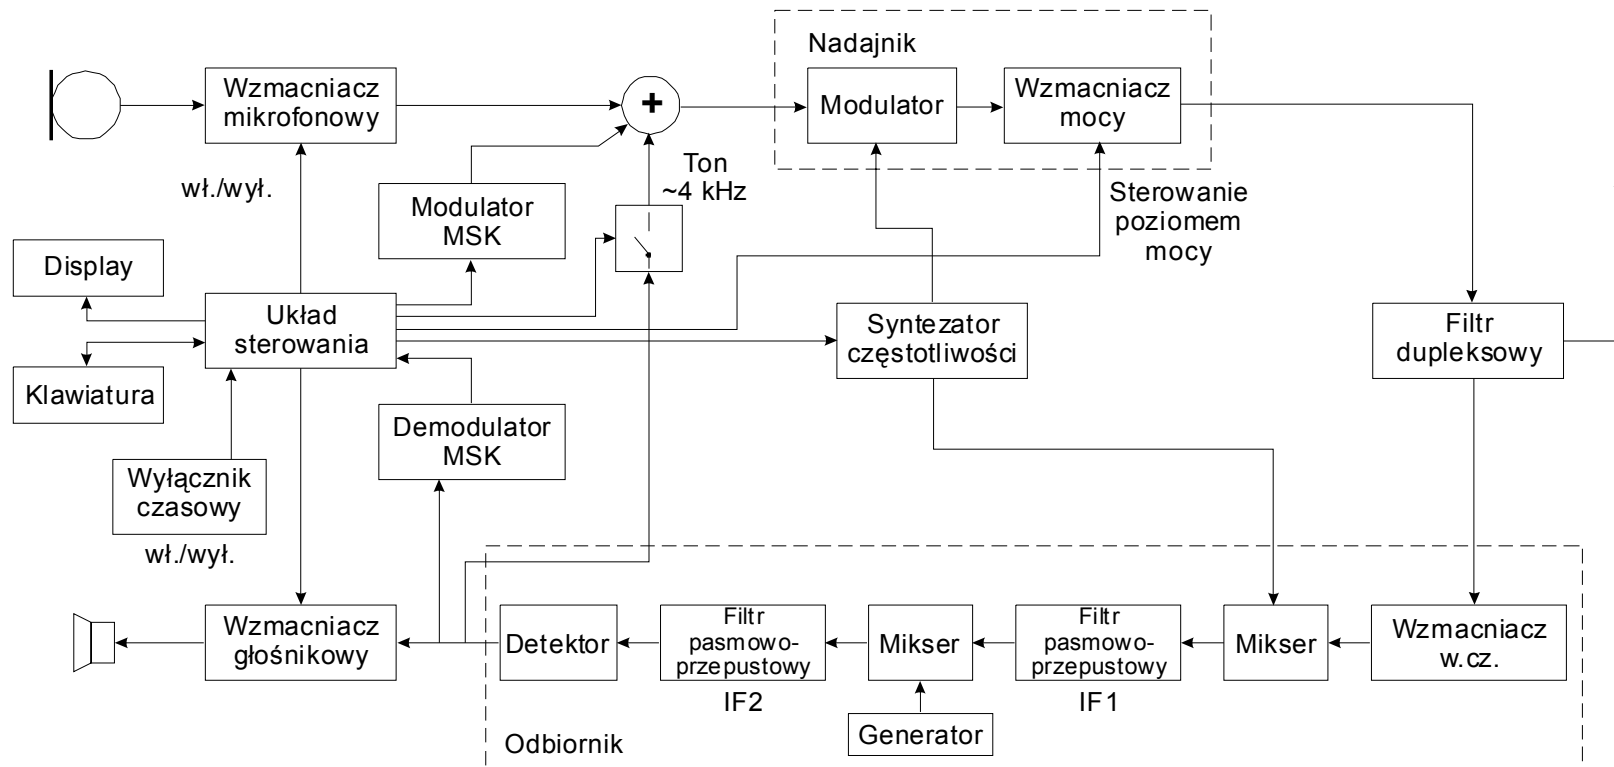 Nadajnik
Wzmacniacz
mikrofonowy
+
Modulator
Wzmacniacz
mocy
Ton
~4 kHz
wł./wył.
Modulator
MSK
Sterowanie
poziomem
mocy
Display
Układ
sterowania
Syntezator
częstotliwości
Filtr
dupleksowy
Klawiatura
Demodulator
MSK
Wyłącznik
czasowy
wł./wył.
Wzmacniacz
głośnikowy
Detektor
Filtr
pasmowo-
przepustowy
IF2
Mikser
Filtr
pasmowo-
przepustowy
IF1
Mikser
Wzmacniacz
w.cz.
Generator
Odbiornik